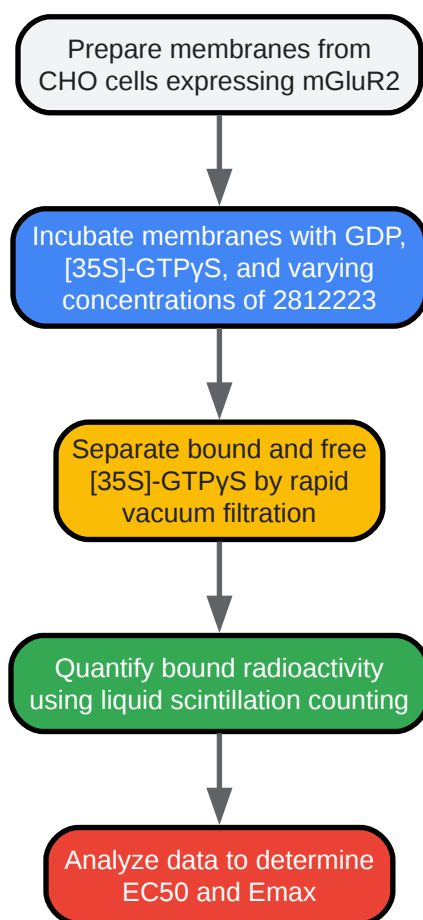 Prepare membranes from
CHO cells expressing mGluR2
Incubate membranes with GDP,
[35S]-GTPγS, and varying
concentrations of 2812223
Separate bound and free
[35S]-GTPγS by rapid
vacuum filtration
Quantify bound radioactivity
using liquid scintillation counting
Analyze data to determine
EC50 and Emax